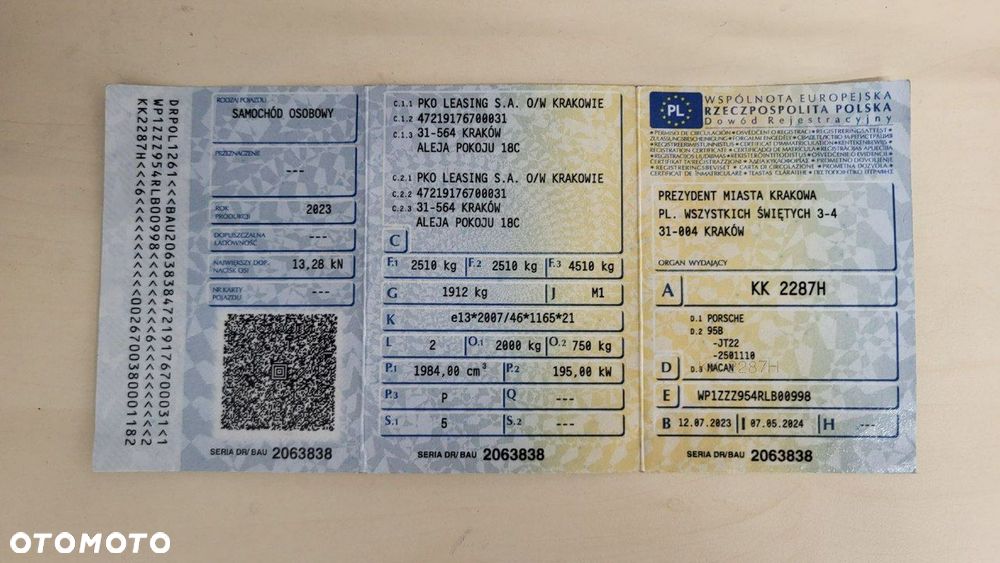 DRPOL1261<<BAU2063838472191767000031<1
WP1ZZZ954RLB00998<<<<<<<<<6<<<<<<<2
KK2287H<6<<<<<<<<<<<002670038000182
RODZAJ POJAZDU
SAMOCHÓD OSOBOWY
PRZEZNACZENIE
---
ROK PRODUKCJI
2023
DOPUSZCZALNA ŁADOWNOŚĆ
---
NAJWIĘKSZY DOP. NACISK OSI
13,28 kN
NR KARTY POJAZDU
---
SERIA DR/BAU 2063838
C.1.1 PKO LEASING S.A. O/W KRAKOWIE
C.1.2 47219176700031
C.1.3 31-564 KRAKÓW
ALEJA POKOJU 18C
C.2.1 PKO LEASING S.A. O/W KRAKOWIE
C.2.2 47219176700031
C.2.3 31-564 KRAKÓW
ALEJA POKOJU 18C
C
F.1 2510 kg F.2 2510 kg F.3 4510 kg
G 1912 kg J M1
K e13*2007/46*1165*21
L 2 O.1 2000 kg O.2 750 kg
P.1 1984,00 cm³ P.2 195,00 kW
P.3 P Q ---
S.1 5 S.2 ---
SERIA DR/BAU 2063838
PL
WSPÓLNOTA EUROPEJSKA
RZECZPOSPOLITA POLSKA
Dowód Rejestracyjny
PREZYDENT MIASTA KRAKOWA
PL. WSZYSTKICH ŚWIĘTYCH 3-4
31-004 KRAKÓW
ORGAN WYDAJĄCY
A KK 2287H
D.1 PORSCHE
D.2 95B
-JT22
-2501110
D D.3 MACAN
E WP1ZZZ954RLB00998
B 12.07.2023 I 07.05.2024 H ---
SERIA DR/BAU 2063838
OTOMOTO